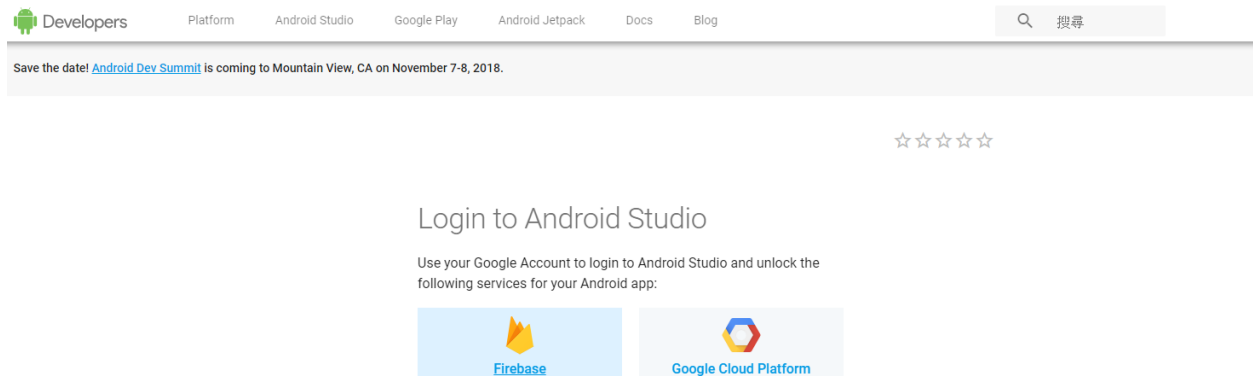 Developers Platform Android Studio Google Play Android Jetpack Docs Blog 搜尋
Save the date! Android Dev Summit is coming to Mountain View, CA on November 7-8, 2018.
Login to Android Studio
Use your Google Account to login to Android Studio and unlock the
following services for your Android app:
Firebase Google Cloud Platform